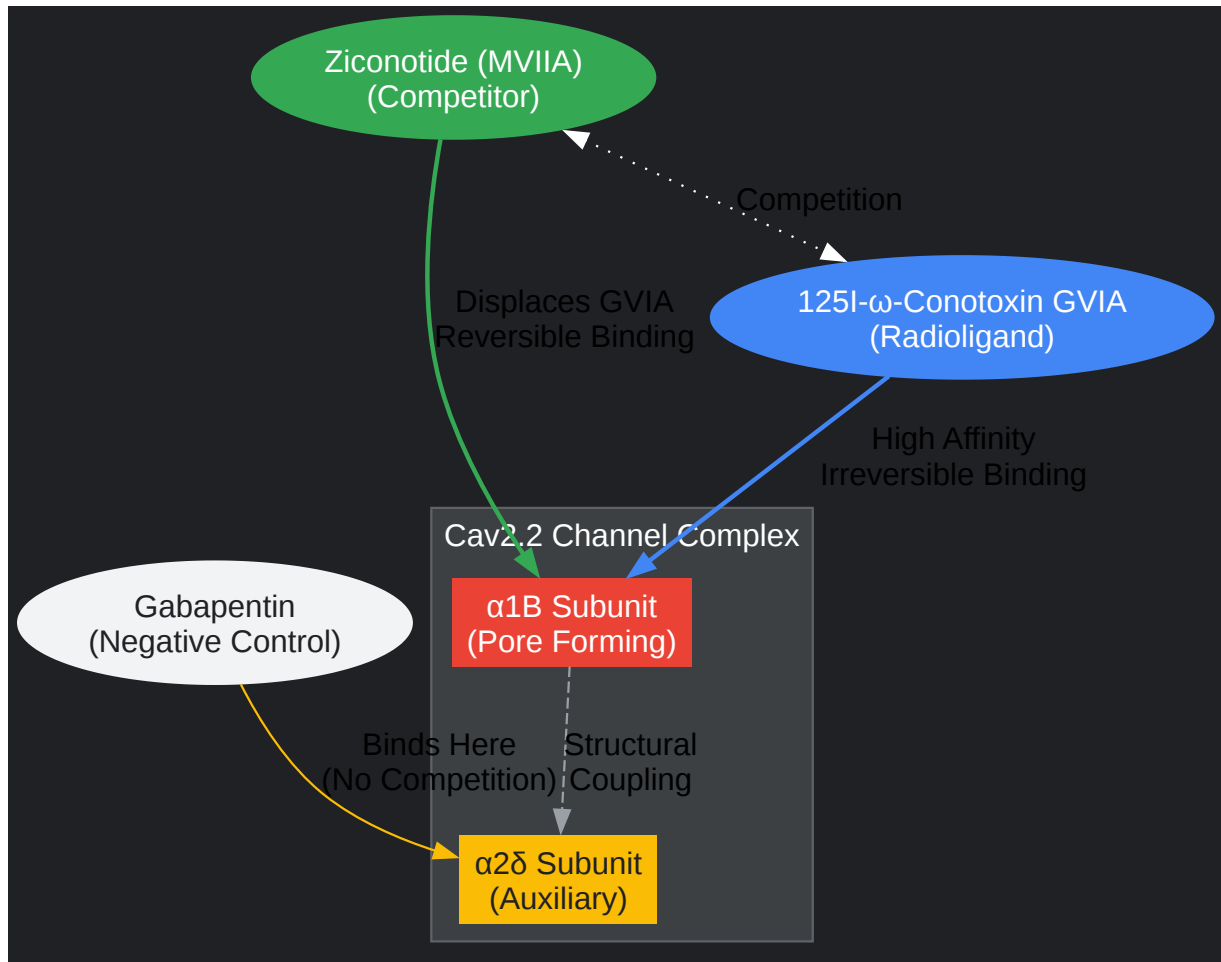 Ziconotide (MVIIA)
(Competitor)
Competition
Displaces GVIA
Reversible Binding
125I-ω-Conotoxin GVIA
(Radioligand)
High Affinity
Irreversible Binding
Cav2.2 Channel Complex
Gabapentin
(Negative Control)
α1B Subunit
(Pore Forming)
Binds Here
(No Competition)
Structural
Coupling
α2δ Subunit
(Auxiliary)